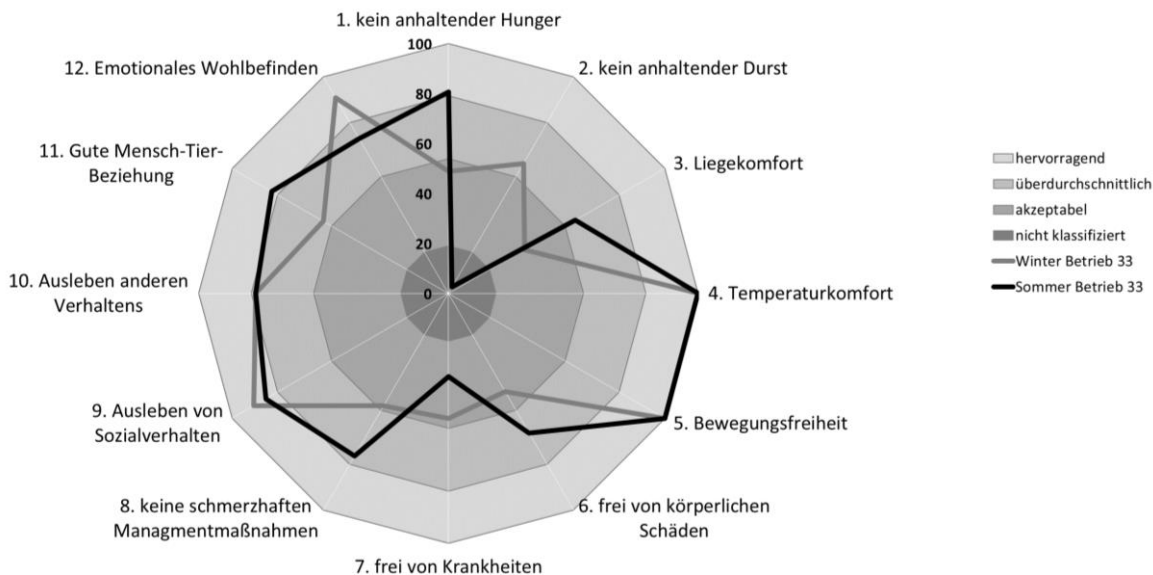 1. kein anhaltender Hunger
100
12. Emotionales Wohlbefinden
2. kein anhaltender Durst
80
11. Gute Mensch-Tier-
Beziehung
60
3. Liegekomfort
40
20
10. Ausleben anderen
Verhaltens
0
4. Temperaturkomfort
9. Ausleben von
Sozialverhalten
5. Bewegungsfreiheit
8. keine schmerzhaften
Managmentmaßnahmen
6. frei von körperlichen
Schäden
7. frei von Krankheiten
hervorragend
überdurchschnittlich
akzeptabel
nicht klassifiziert
Winter Betrieb 33
Sommer Betrieb 33